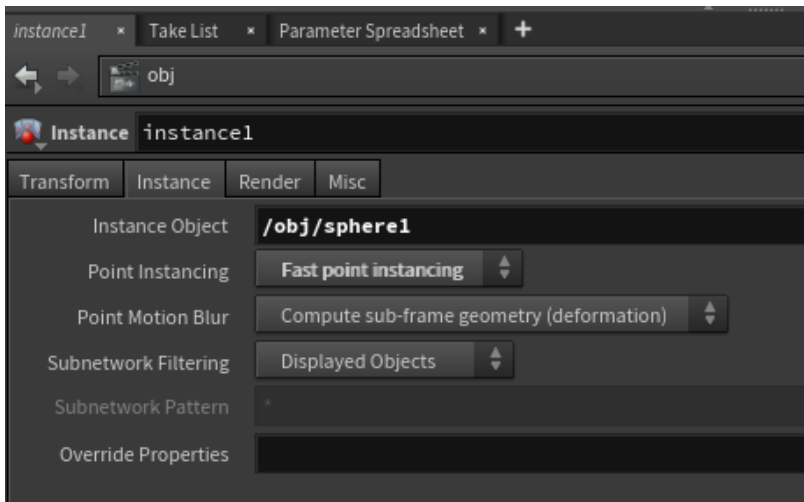 instance1 × Take List × Parameter Spreadsheet × +
obj
Instance instance1
Transform Instance Render Misc
Instance Object /obj/sphere1
Point Instancing Fast point instancing
Point Motion Blur Compute sub-frame geometry (deformation)
Subnetwork Filtering Displayed Objects
Subnetwork Pattern *
Override Properties